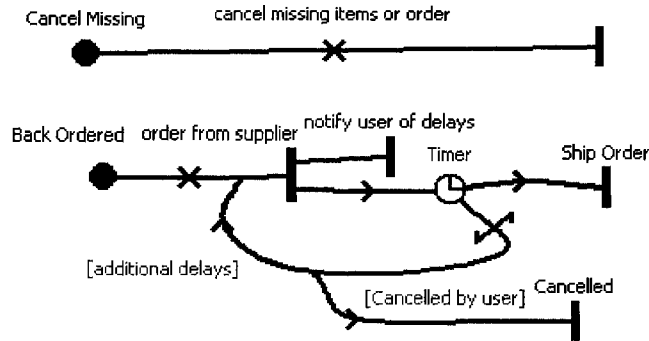 Cancel Missing
cancel missing items or order
Back Ordered
order from supplier
notify user of delays
Timer
Ship Order
[additional delays]
[Cancelled by user]
Cancelled